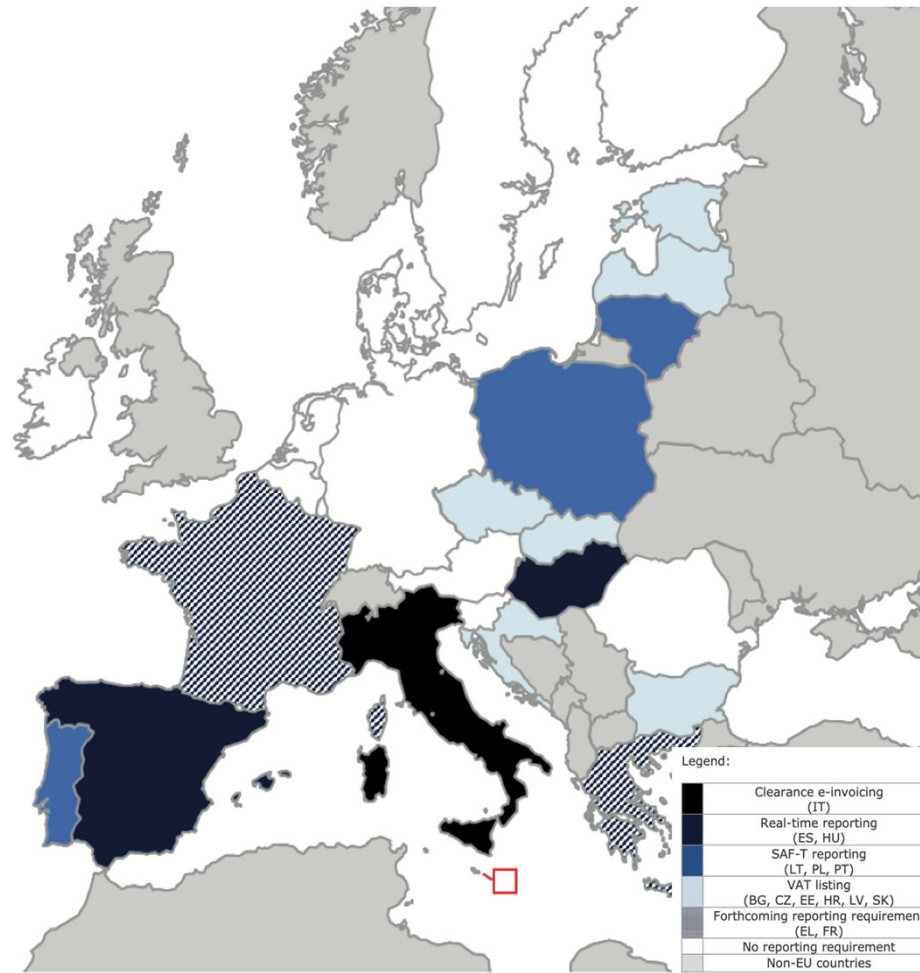 Legend:
Clearance e-invoicing
(IT)
Real-time reporting
(ES, HU)
SAF-T reporting
(LT, PL, PT)
VAT listing
(BG, CZ, EE, HR, LV, SK)
Forthcoming reporting requiremen
(EL, FR)
No reporting requirement
Non-EU countries